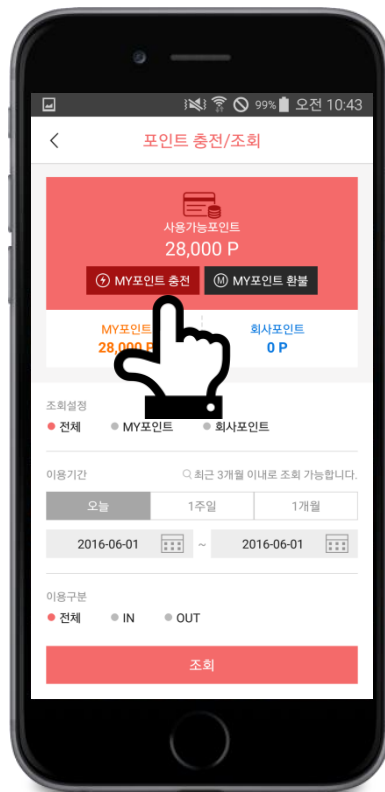 99% 오전 10:43
포인트 충전/조회
사용가능포인트
28,000 P
MY포인트 충전
M MY포인트 환불
MY포인트 회사포인트
28,000 P 0 P
조회설정
전체 MY포인트 회사포인트
이용기간 최근 3개월 이내로 조회 가능합니다.
오늘 1주일 1개월
2016-06-01 ~ 2016-06-01
이용구분
전체 IN OUT
조회